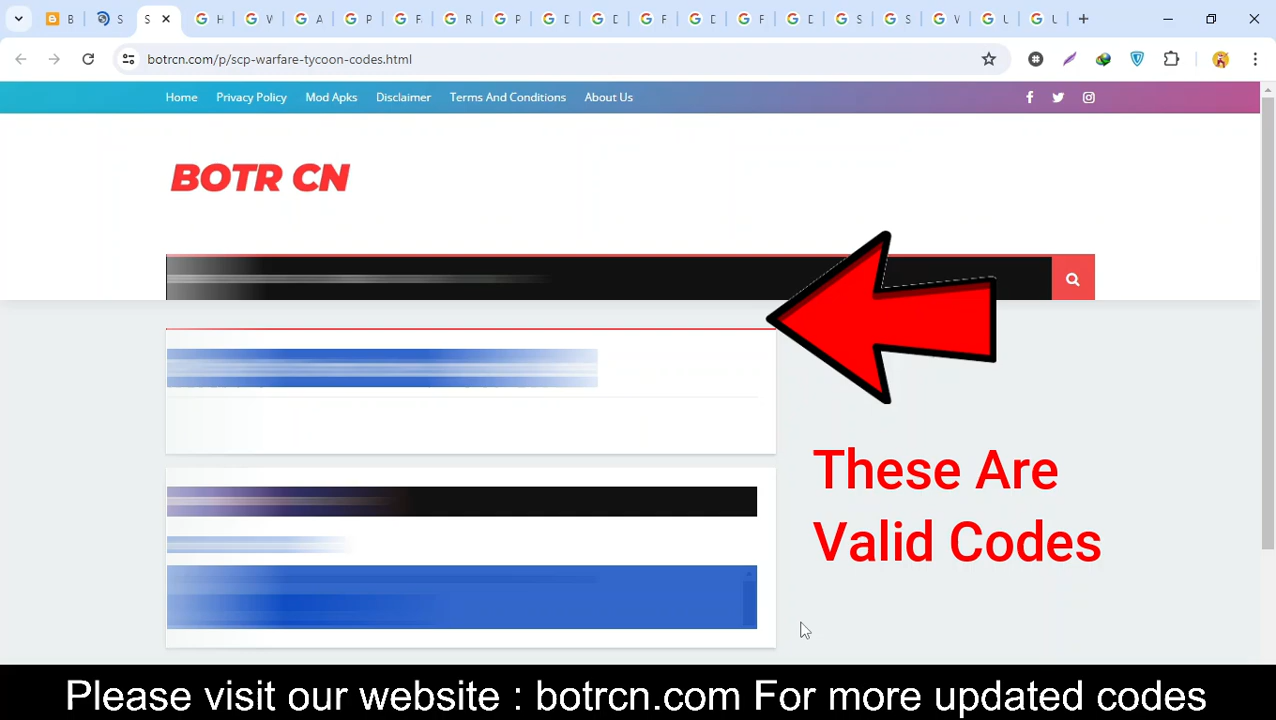 B S S H V A P F R P D D F D F D S S V U U
botrcn.com/p/scp-warfare-tycoon-codes.html
Home Privacy Policy Mod Apks Disclaimer Terms And Conditions About Us
BOTR CN
These Are
Valid Codes
Please visit our website : botrcn.com For more updated codes